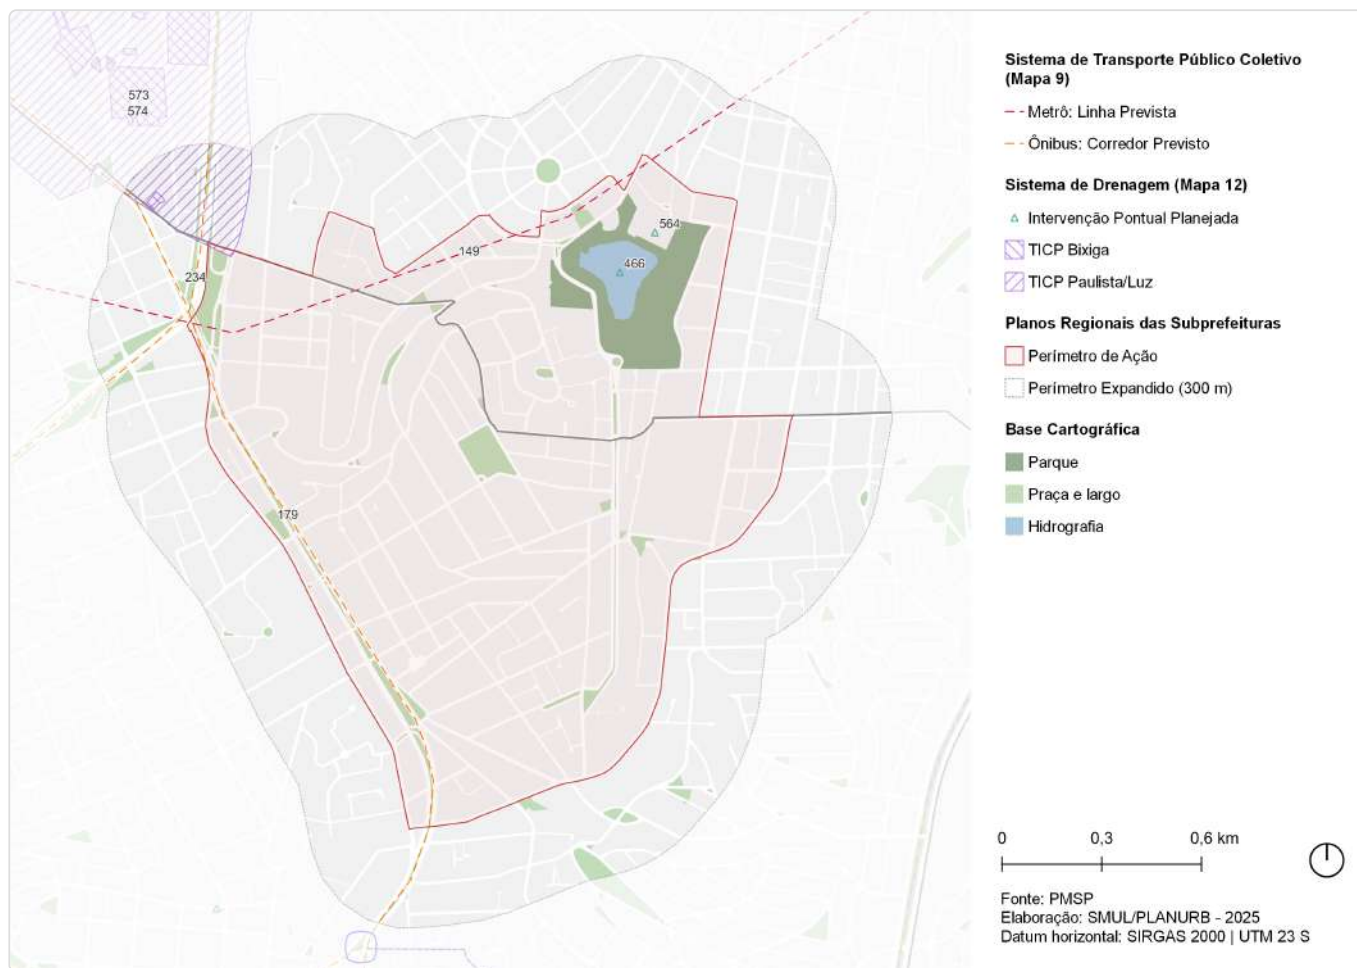 573
574
564
149
466
234
179
Sistema de Transporte Público Coletivo
(Mapa 9)
Metrô: Linha Prevista
Ônibus: Corredor Previsto
Sistema de Drenagem (Mapa 12)
Intervenção Pontual Planejada
TICP Bixiga
TICP Paulista/Luz
Planos Regionais das Subprefeituras
Perímetro de Ação
Perímetro Expandido (300 m)
Base Cartográfica
Parque
Praça e largo
Hidrografia
0 0,3 0,6 km
Fonte: PMSP
Elaboração: SMUL/PLANURB - 2025
Datum horizontal: SIRGAS 2000 | UTM 23 S